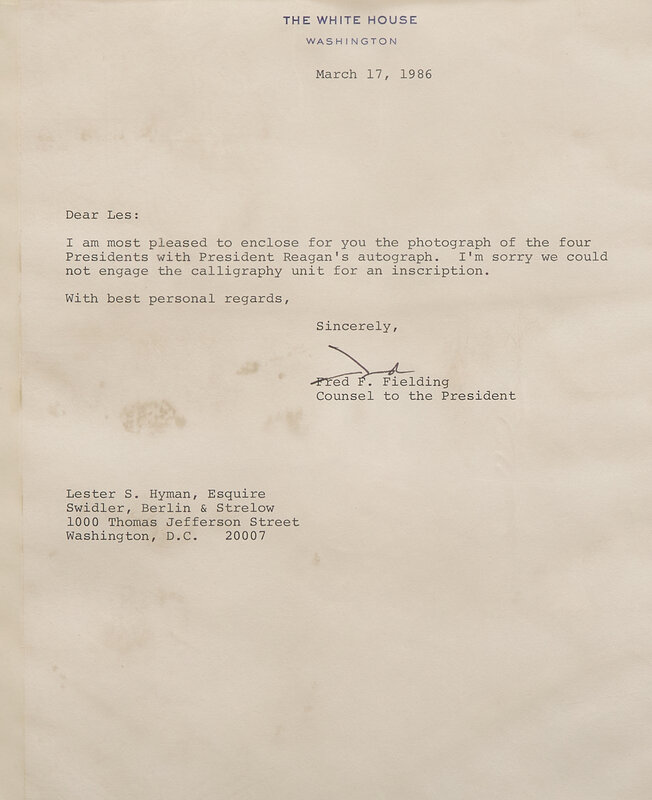 THE WHITE HOUSE
WASHINGTON
March 17, 1986
Dear Les:
I am most pleased to enclose for you the photograph of the four
Presidents with President Reagan's autograph.  I'm sorry we could
not engage the calligraphy unit for an inscription.
With best personal regards,
Sincerely,
Fred
Fred F. Fielding
Counsel to the President
Lester S. Hyman, Esquire
Swidler, Berlin & Strelow
1000 Thomas Jefferson Street
Washington, D.C.   20007